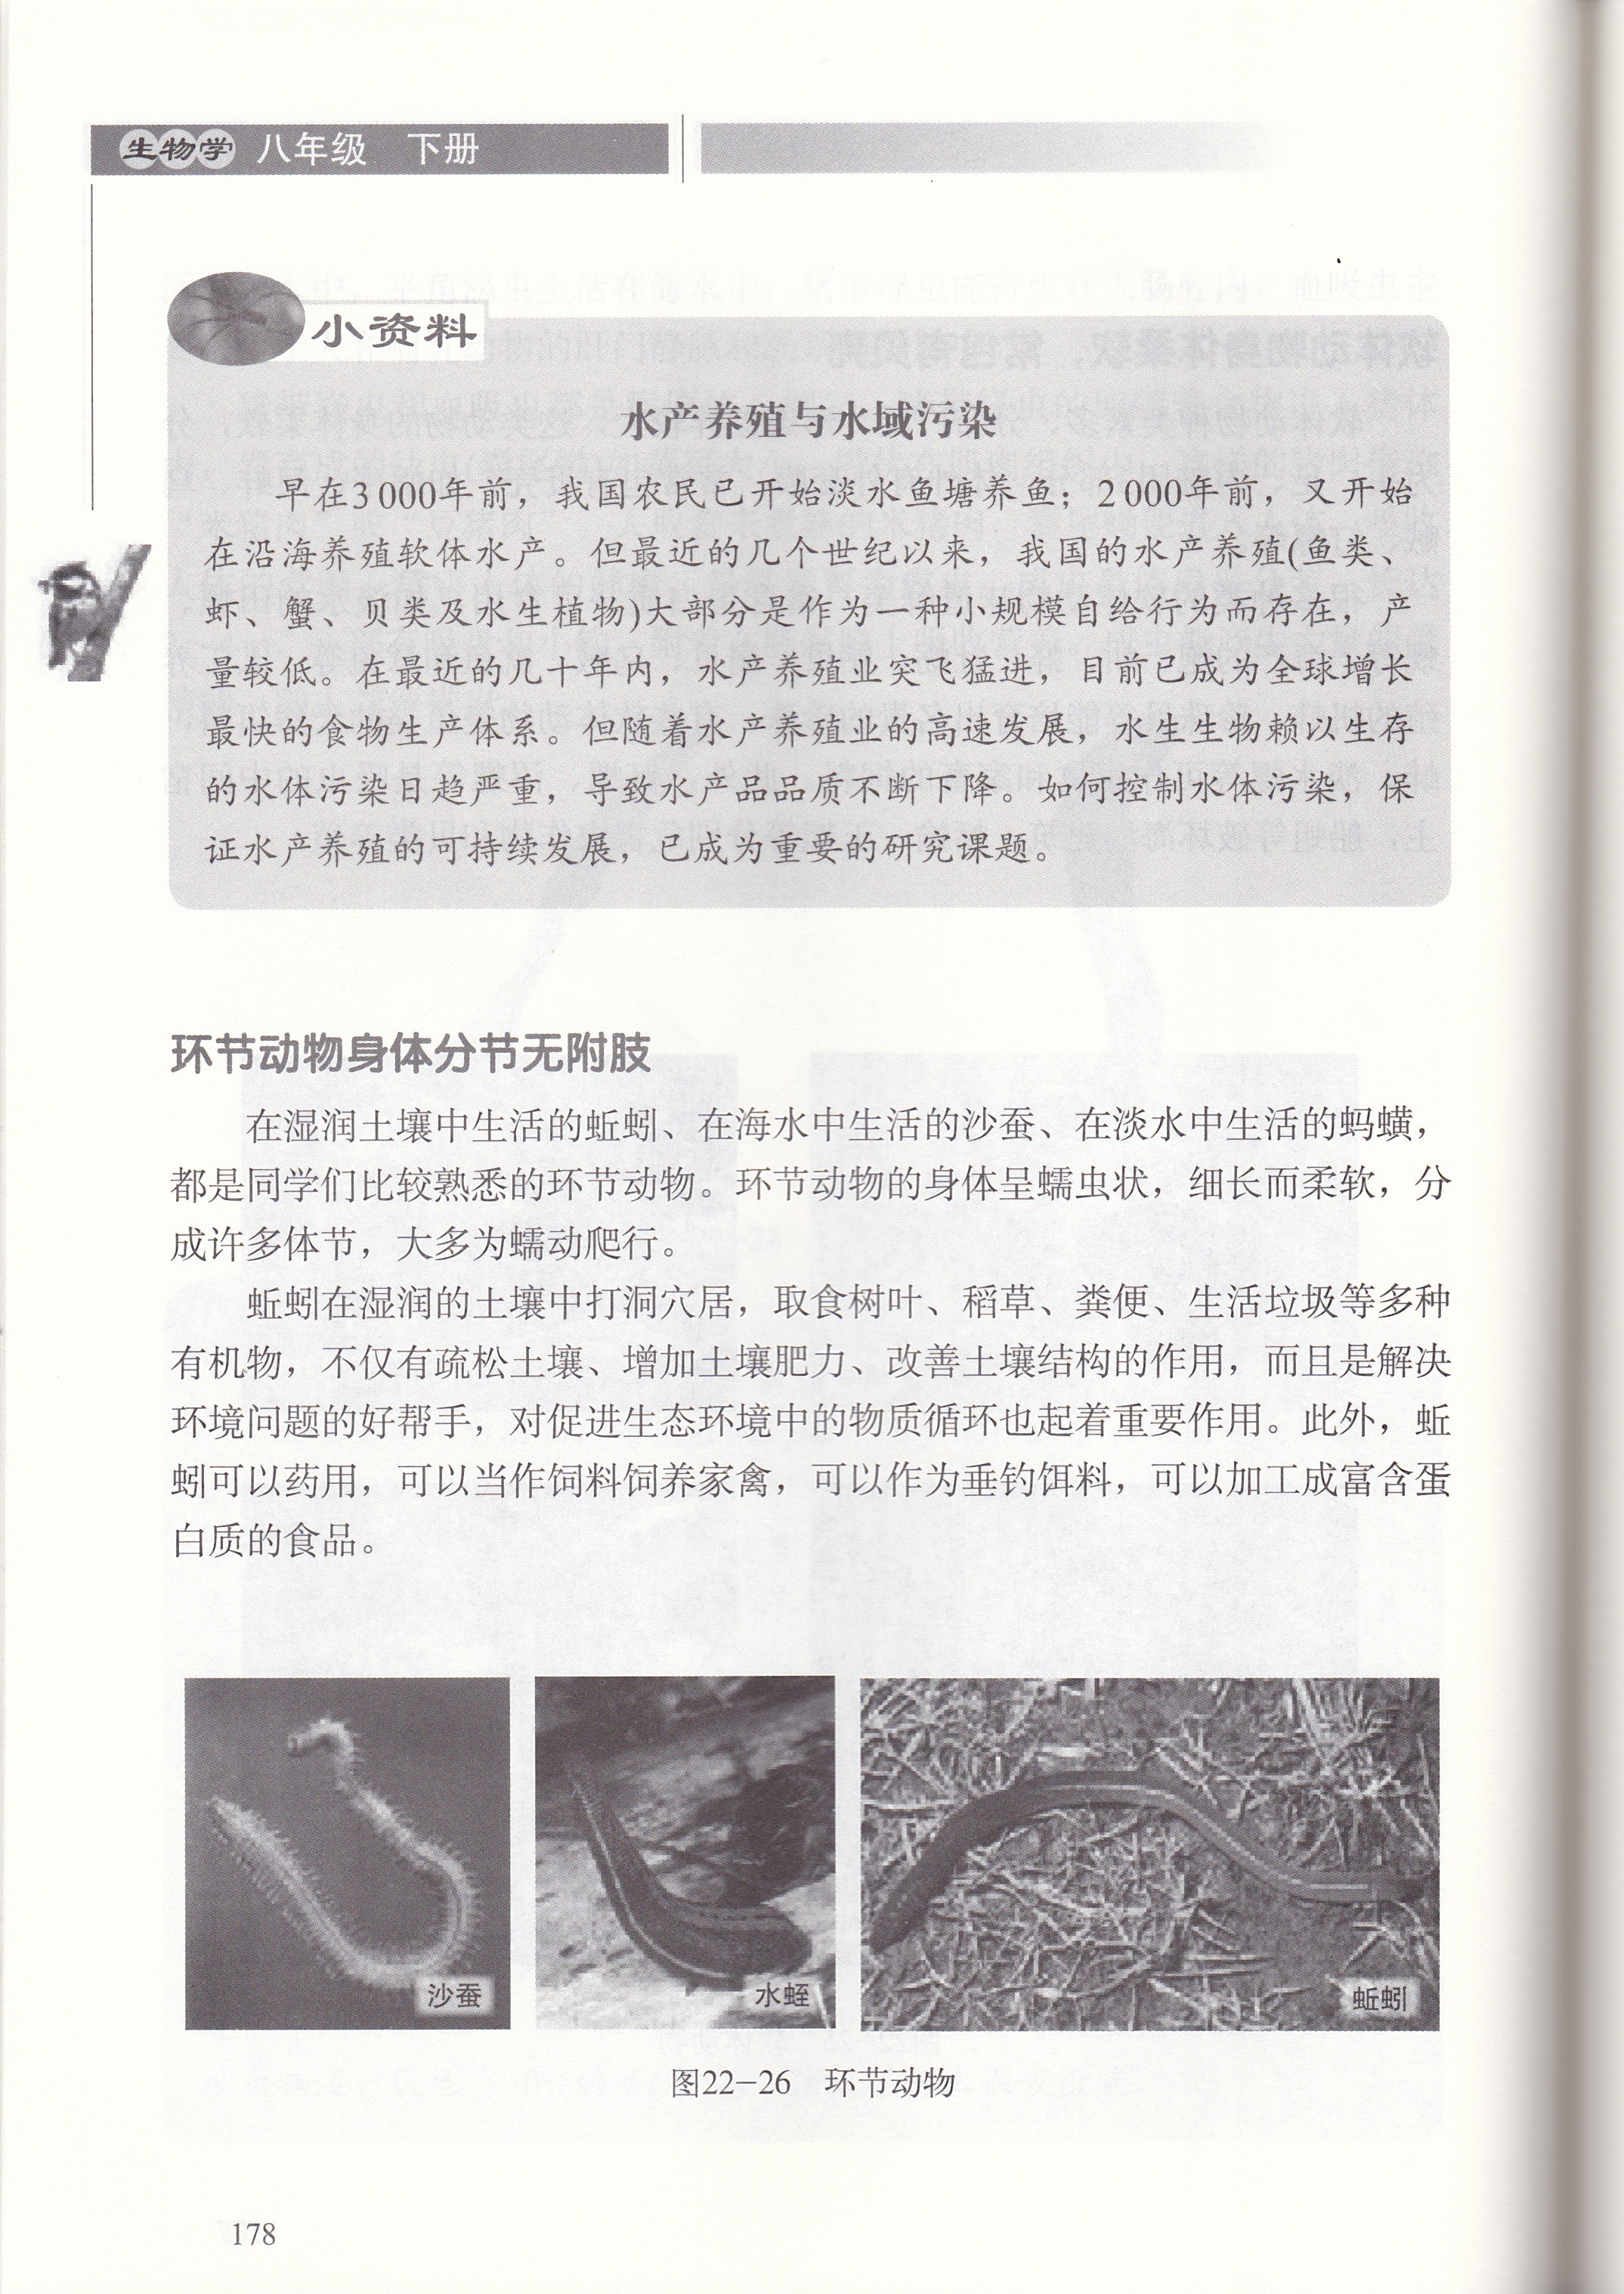 生物学 八年级 下册
小资料
水产养殖与水域污染
早在3 000年前，我国农民已开始淡水鱼塘养鱼；2 000年前，又开始
在沿海养殖软体水产。但最近的几个世纪以来，我国的水产养殖(鱼类、
虾、蟹、贝类及水生植物)大部分是作为一种小规模自给行为而存在，产
量较低。在最近的几十年内，水产养殖业突飞猛进，目前已成为全球增长
最快的食物生产体系。但随着水产养殖业的高速发展，水生生物赖以生存
的水体污染日趋严重，导致水产品品质不断下降。如何控制水体污染，保
证水产养殖的可持续发展，已成为重要的研究课题。
环节动物身体分节无附肢
在湿润土壤中生活的蚯蚓、在海水中生活的沙蚕、在淡水中生活的蚂蟥，
都是同学们比较熟悉的环节动物。环节动物的身体呈蠕虫状，细长而柔软，分
成许多体节，大多为蠕动爬行。
蚯蚓在湿润的土壤中打洞穴居，取食树叶、稻草、粪便、生活垃圾等多种
有机物，不仅有疏松土壤、增加土壤肥力、改善土壤结构的作用，而且是解决
环境问题的好帮手，对促进生态环境中的物质循环也起着重要作用。此外，蚯
蚓可以药用，可以当作饲料饲养家禽，可以作为垂钓饵料，可以加工成富含蛋
白质的食品。
沙蚕
水蛭
蚯蚓
图22-26 环节动物
178